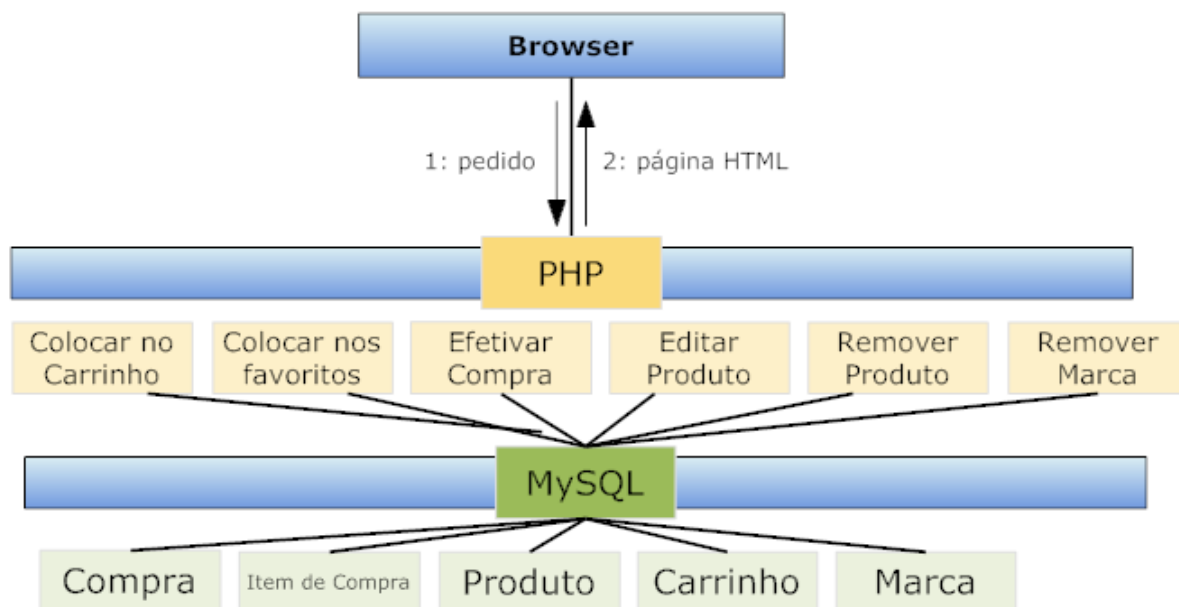 Browser
1: pedido
2: página HTML
PHP
Colocar no
Carrinho
Colocar nos
favoritos
Efetivar
Compra
Editar
Produto
Remover
Produto
Remover
Marca
MySQL
Compra
Item de Compra
Produto
Carrinho
Marca